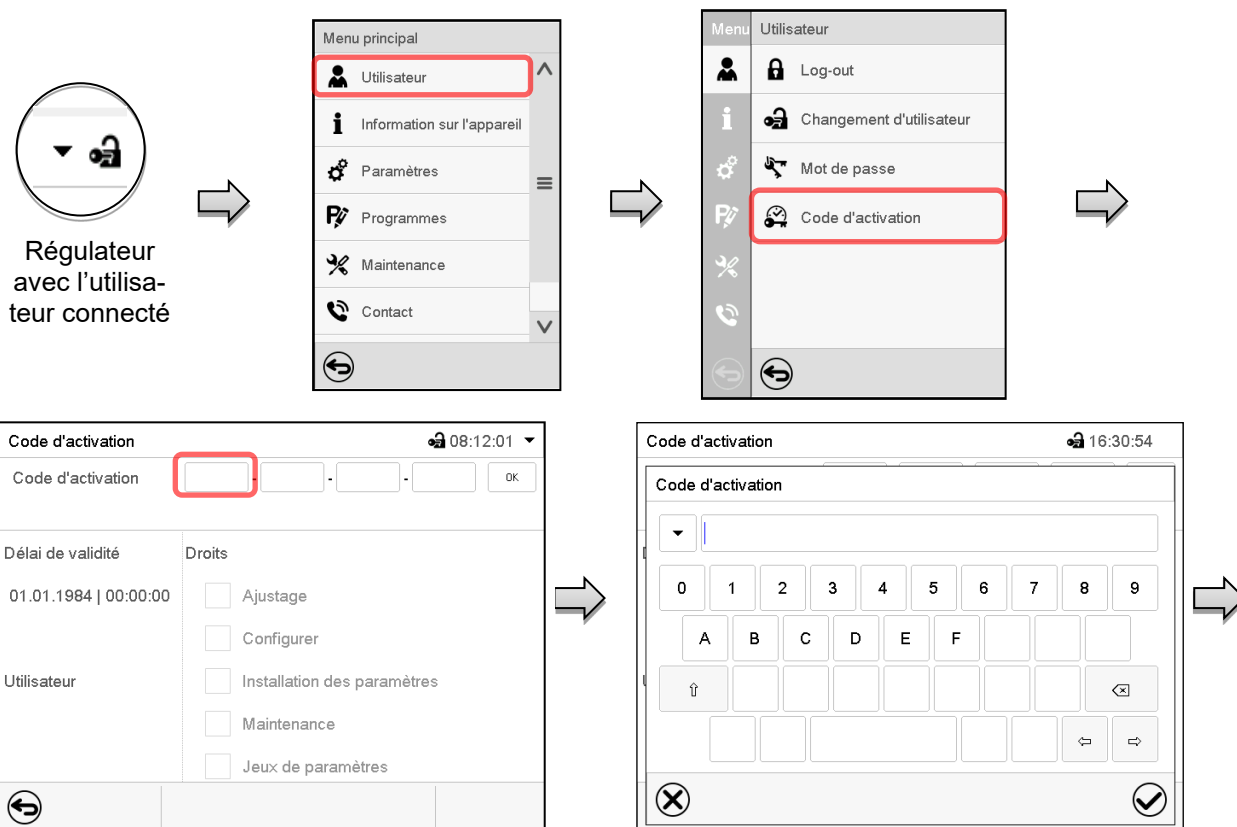 Régulateur
avec l’utilisa-
teur connecté
Menu principal
Utilisateur
Information sur l'appareil
Paramètres
Programmes
Maintenance
Contact
Menu Utilisateur
Log-out
Changement d'utilisateur
Mot de passe
Code d'activation
Code d'activation 08:12:01
Code d'activation - - - OK
Délai de validité Droits
01.01.1984 | 00:00:00 Ajustage
Configurer
Utilisateur Installation des paramètres
Maintenance
Jeux de paramètres
Code d'activation 16:30:54
Code d'activation
0 1 2 3 4 5 6 7 8 9
A B C D E F